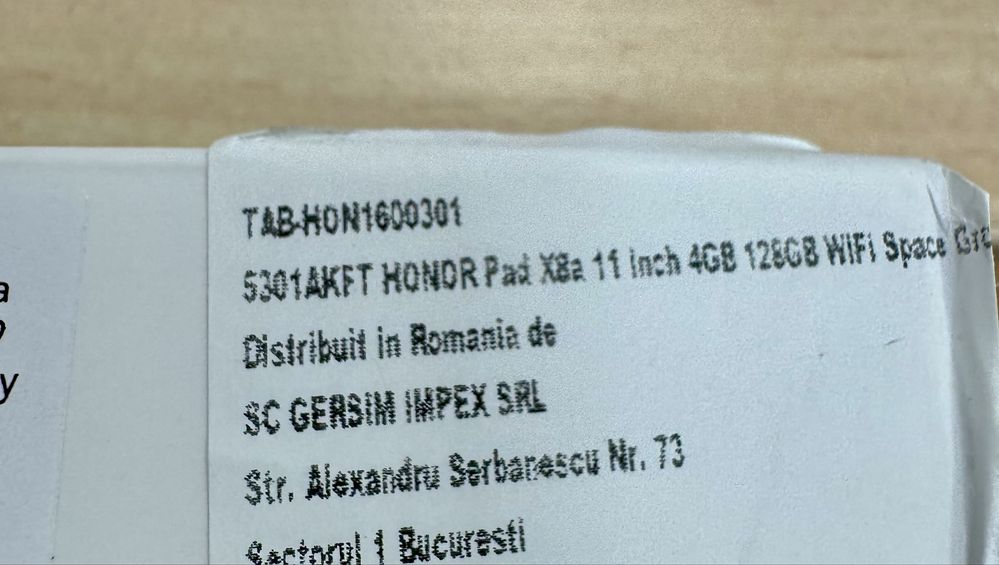 TAB-HON1600301
5301AKFT HONOR Pad X8a 11 inch 4GB 128GB WiFi Space Gra
Distribuit in Romania de
SC GERSIM IMPEX SRL
Str. Alexandru Serbanescu Nr. 73
Sectorul 1 Bucuresti
a
y